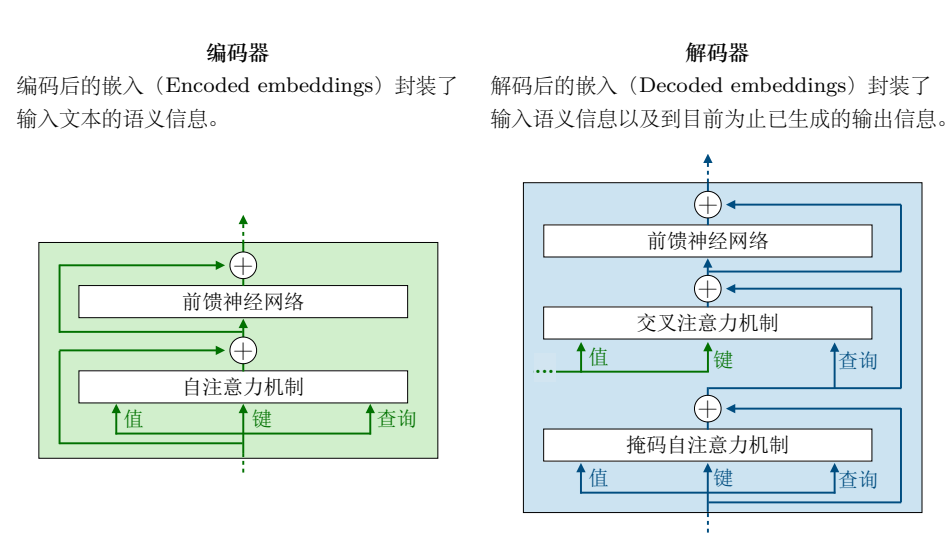 编码器
编码后的嵌入（Encoded embeddings）封装了
输入文本的语义信息。
前馈神经网络
自注意力机制
值
键
查询
解码器
解码后的嵌入（Decoded embeddings）封装了
输入语义信息以及到目前为止已生成的输出信息。
前馈神经网络
交叉注意力机制
...
值
键
查询
掩码自注意力机制
值
键
查询